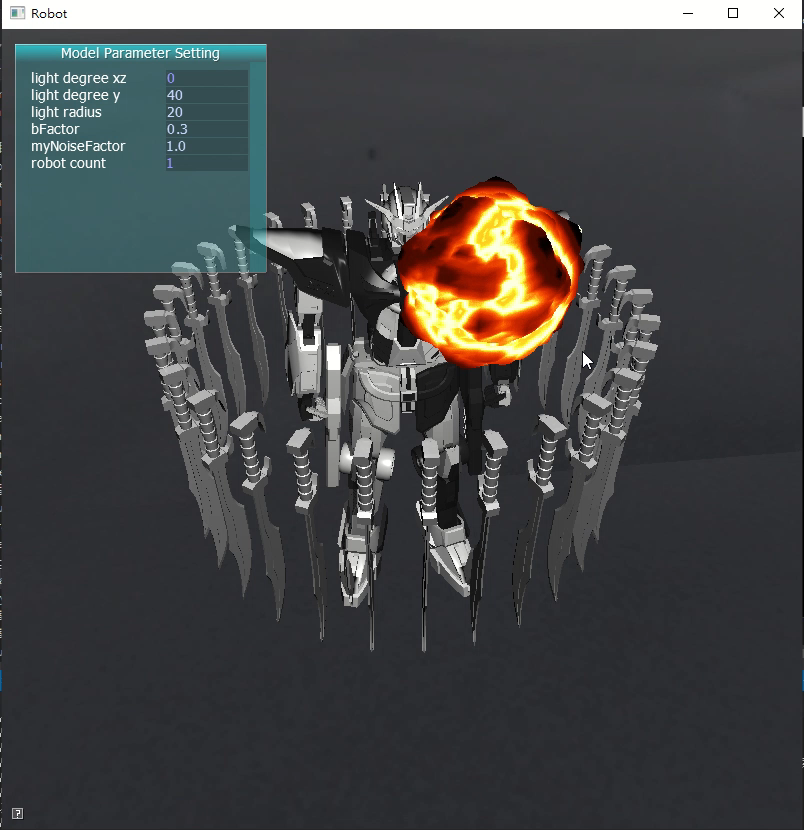 Robot
Model Parameter Setting
light degree xz 0
light degree y 40
light radius 20
bFactor 0.3
myNoiseFactor 1.0
robot count 1
?